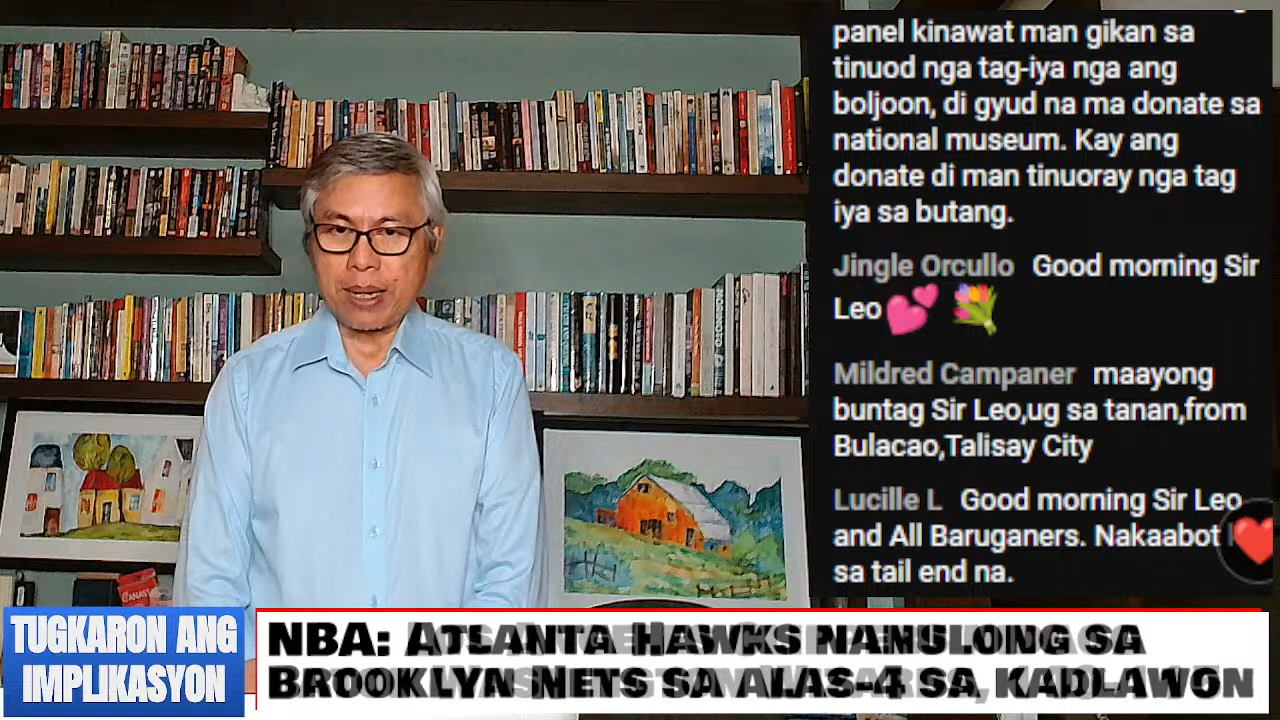 panel kinawat man gikan sa
tinuod nga tag-iya nga ang
boljoon, di gyud na ma donate sa
national museum. Kay ang
donate di man tinuoray nga tag
iya sa butang.
Jingle Orcullo Good morning Sir
Leo
Mildred Campaner maayong
buntag Sir Leo,ug sa tanan,from
Bulacao,Talisay City
Lucille L Good morning Sir Leo
and All Baruganers. Nakaabot
sa tail end na.
TUGKARON ANG
IMPLIKASYON
NBA: ATLANTA HAWKS NANULONG SA
BROOKLYN NETS SA ALAS-4 SA, KADLAWON